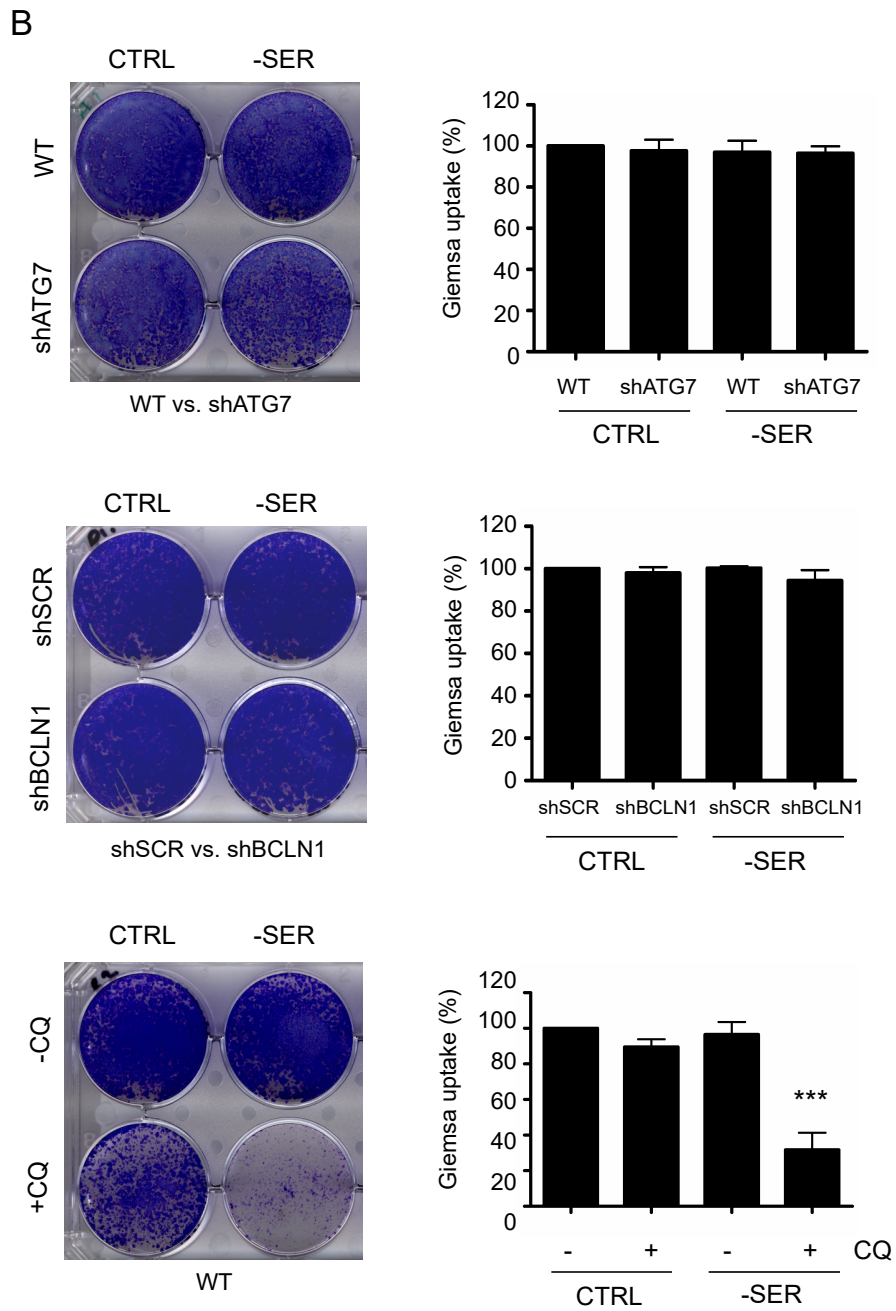 B
CTRL -SER
WT
shATG7
WT vs. shATG7
Giemsa uptake (%)
120
100
80
60
40
20
0
WT shATG7 WT shATG7
CTRL -SER
CTRL -SER
shSCR
shBCLN1
shSCR vs. shBCLN1
Giemsa uptake (%)
120
100
80
60
40
20
0
shSCR shBCLN1 shSCR shBCLN1
CTRL -SER
CTRL -SER
-CQ
+CQ
WT
Giemsa uptake (%)
120
100
80
60
40
20
0
***
- + - + CQ
CTRL -SER